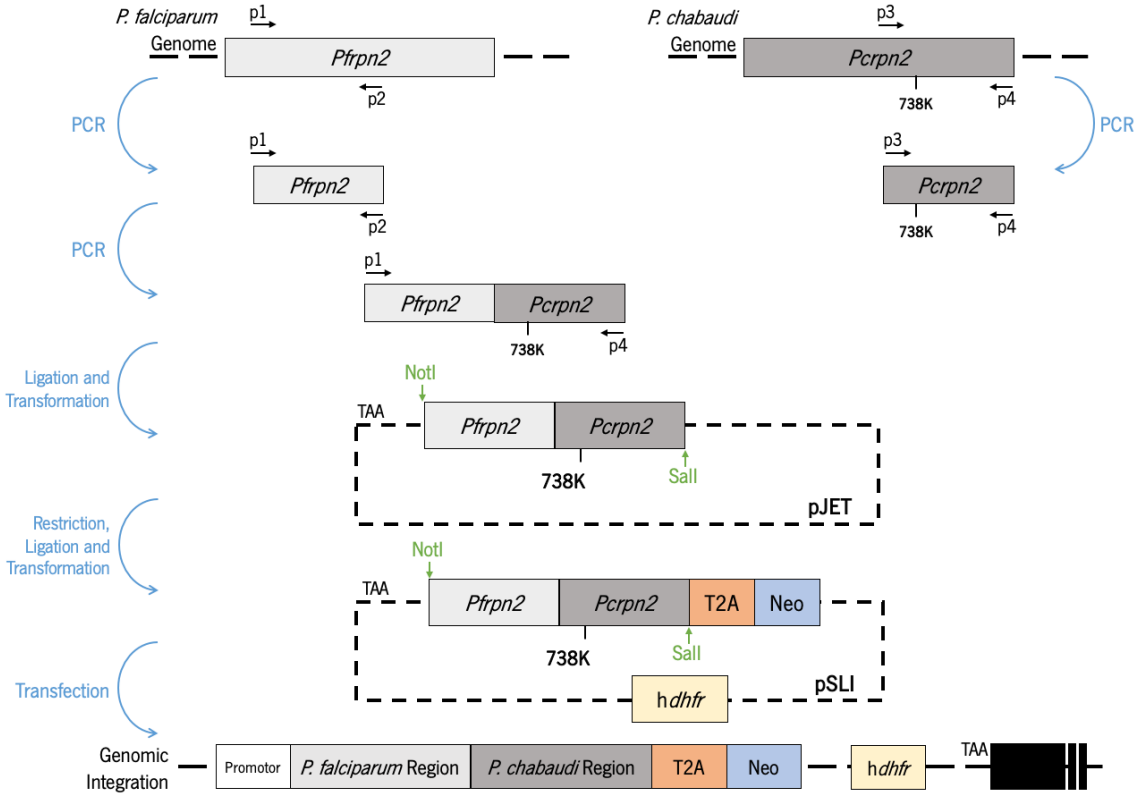 P. falciparum
Genome
p1
Pfrpn2
p2
P. chabaudi
Genome
p3
Pcrpn2
738K
p4
PCR
PCR
p1
Pfrpn2
p2
p3
Pcrpn2
738K
p4
PCR
p1
Pfrpn2
Pcrpn2
738K
p4
Ligation and
Transformation
NotI
TAA
Pfrpn2
Pcrpn2
738K
SalI
pJET
Restriction,
Ligation and
Transformation
NotI
TAA
Pfrpn2
Pcrpn2
T2A
Neo
738K
SalI
pSLI
hdhfr
Transfection
Genomic
Integration
Promotor
P. falciparum Region
P. chabaudi Region
T2A
Neo
hdhfr
TAA